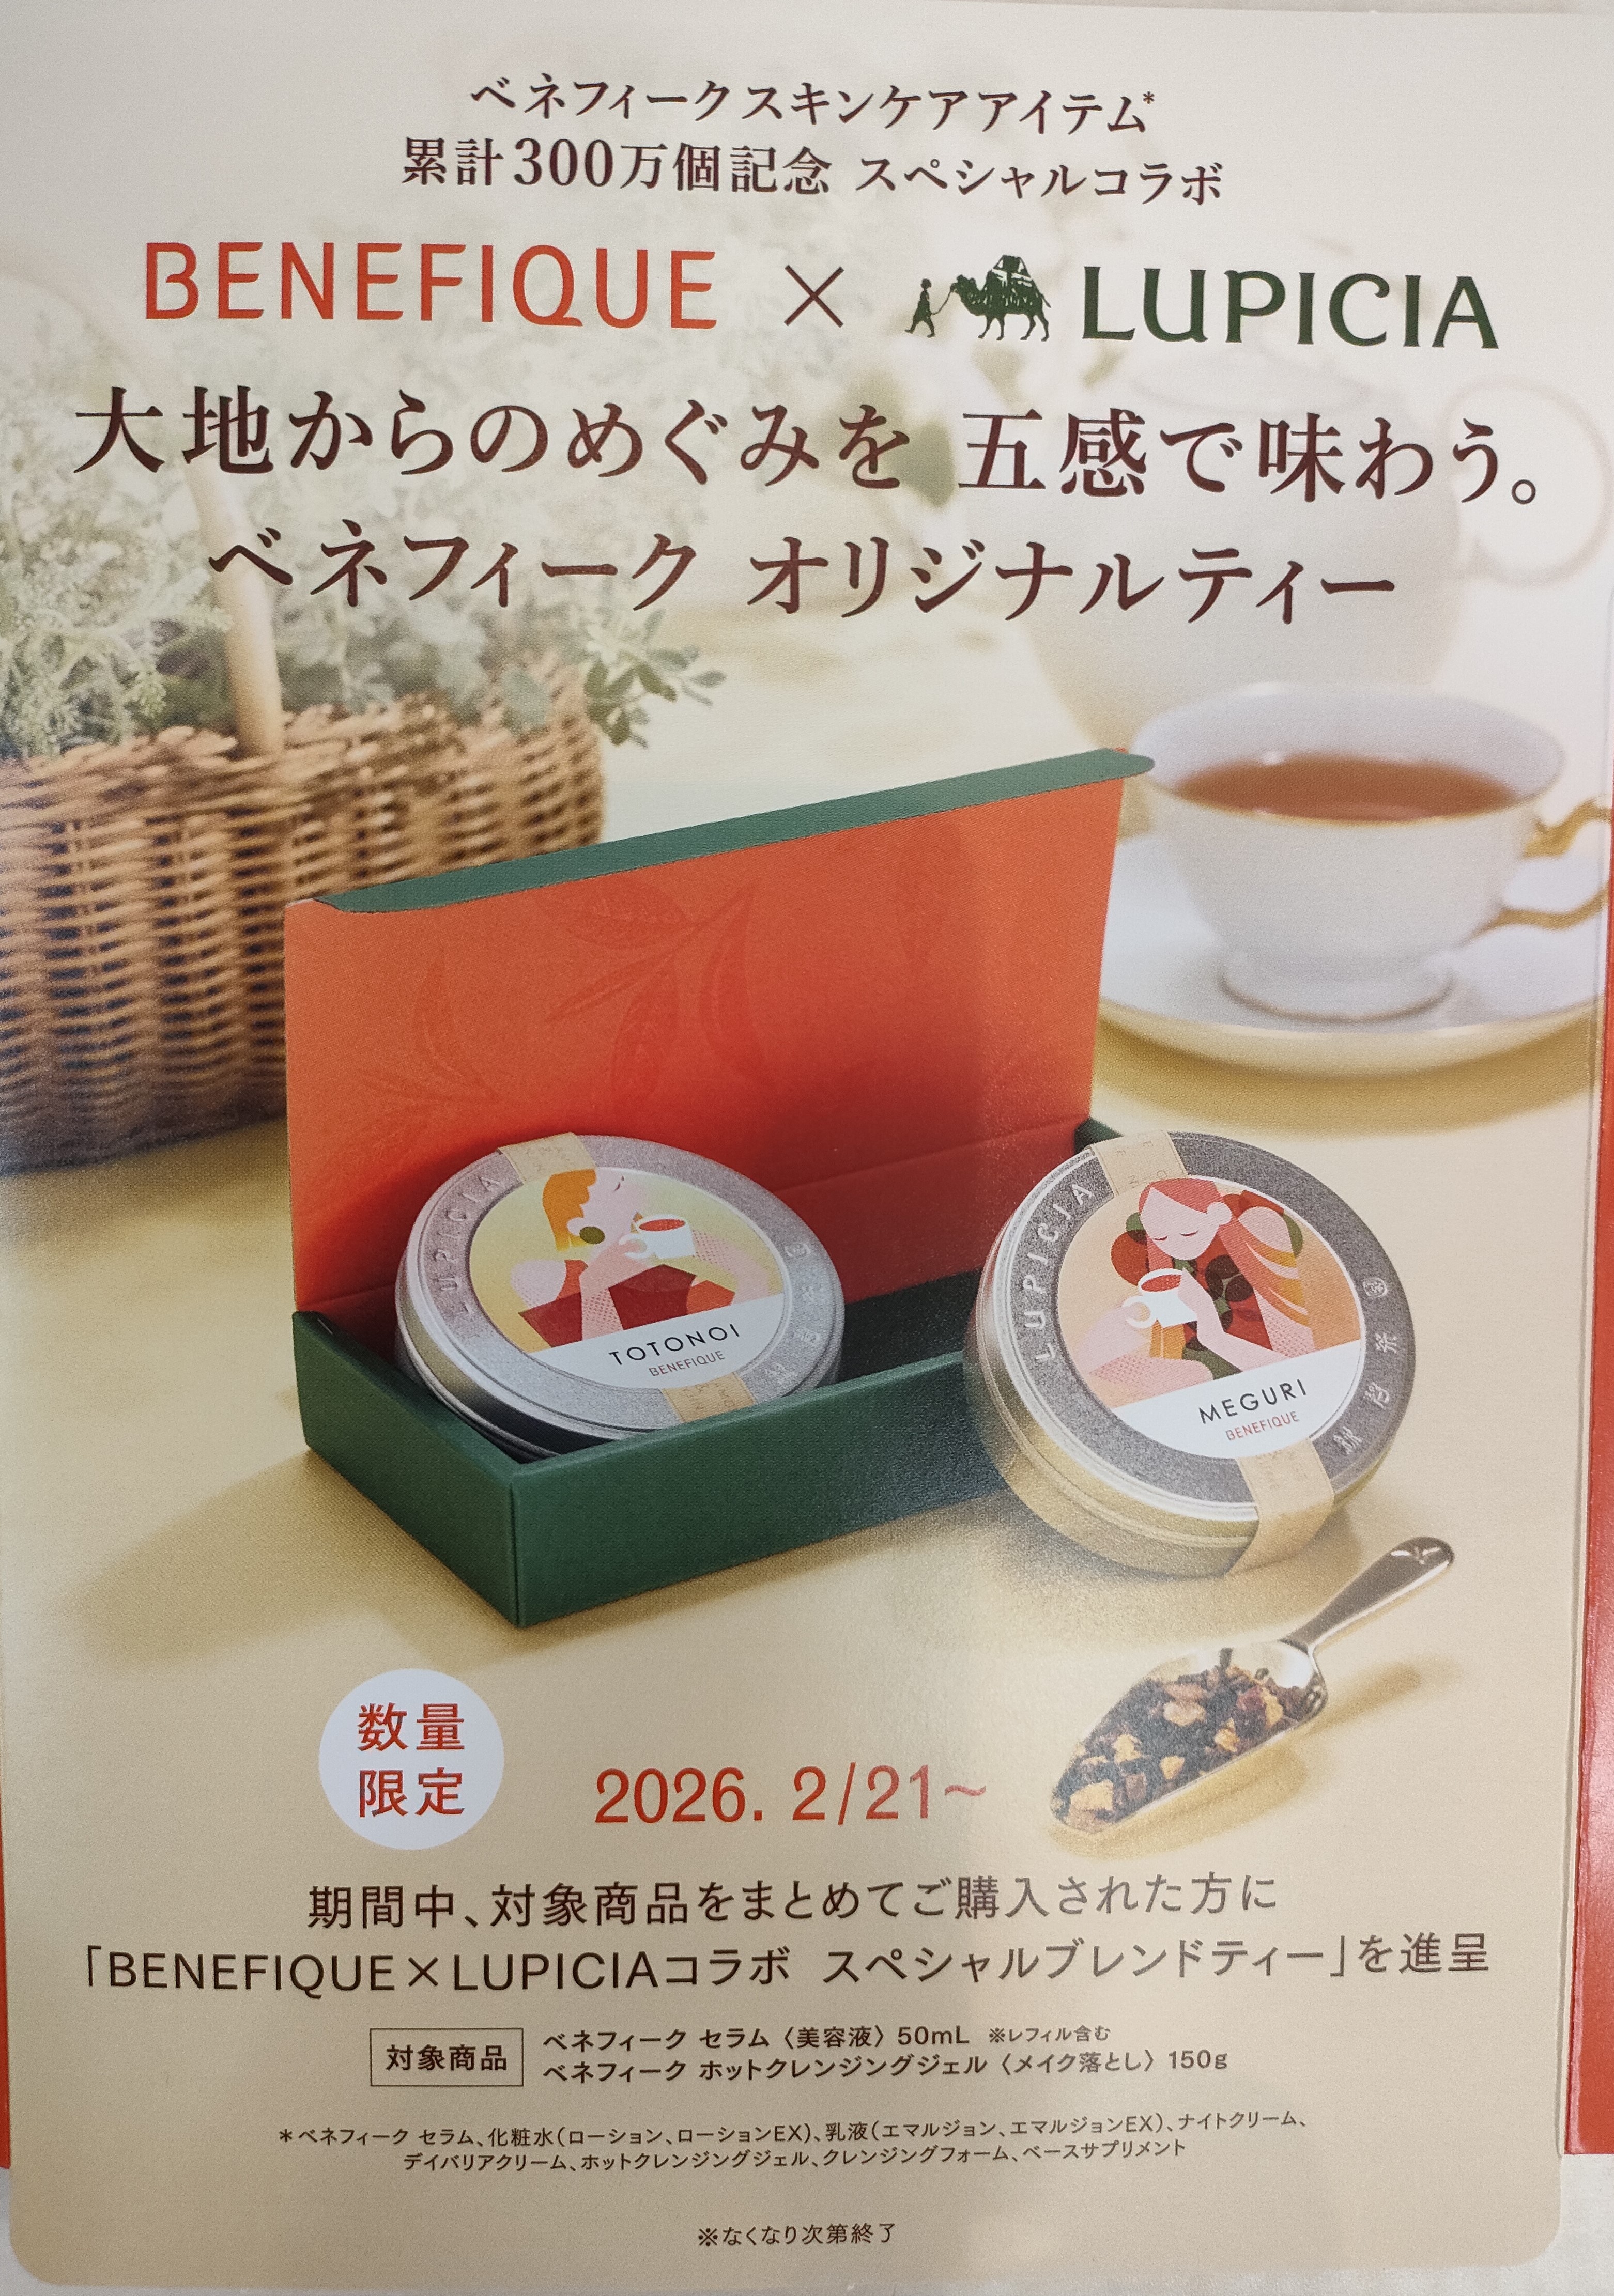 ベネフィークスキンケアアイテム*
累計300万個記念 スペシャルコラボ
BENEFIQUE × LUPICIA
大地からのめぐみを 五感で味わう。
ベネフィーク オリジナルティー
LUPICIA
TOTONOI
BENEFIQUE
LUPICIA
MEGURI
BENEFIQUE
数量
限定
2026. 2/21~
期間中、対象商品をまとめてご購入された方に
「BENEFIQUE×LUPICIAコラボ スペシャルブレンドティー」を進呈
対象商品
ベネフィーク セラム〈美容液〉50mL ※レフィル含む
ベネフィーク ホットクレンジングジェル〈メイク落とし〉150g
*ベネフィーク セラム、化粧水(ローション、ローションEX)、乳液(エマルジョン、エマルジョンEX)、ナイトクリーム、
デイバリアクリーム、ホットクレンジングジェル、クレンジングフォーム、ベースサプリメント
※なくなり次第終了